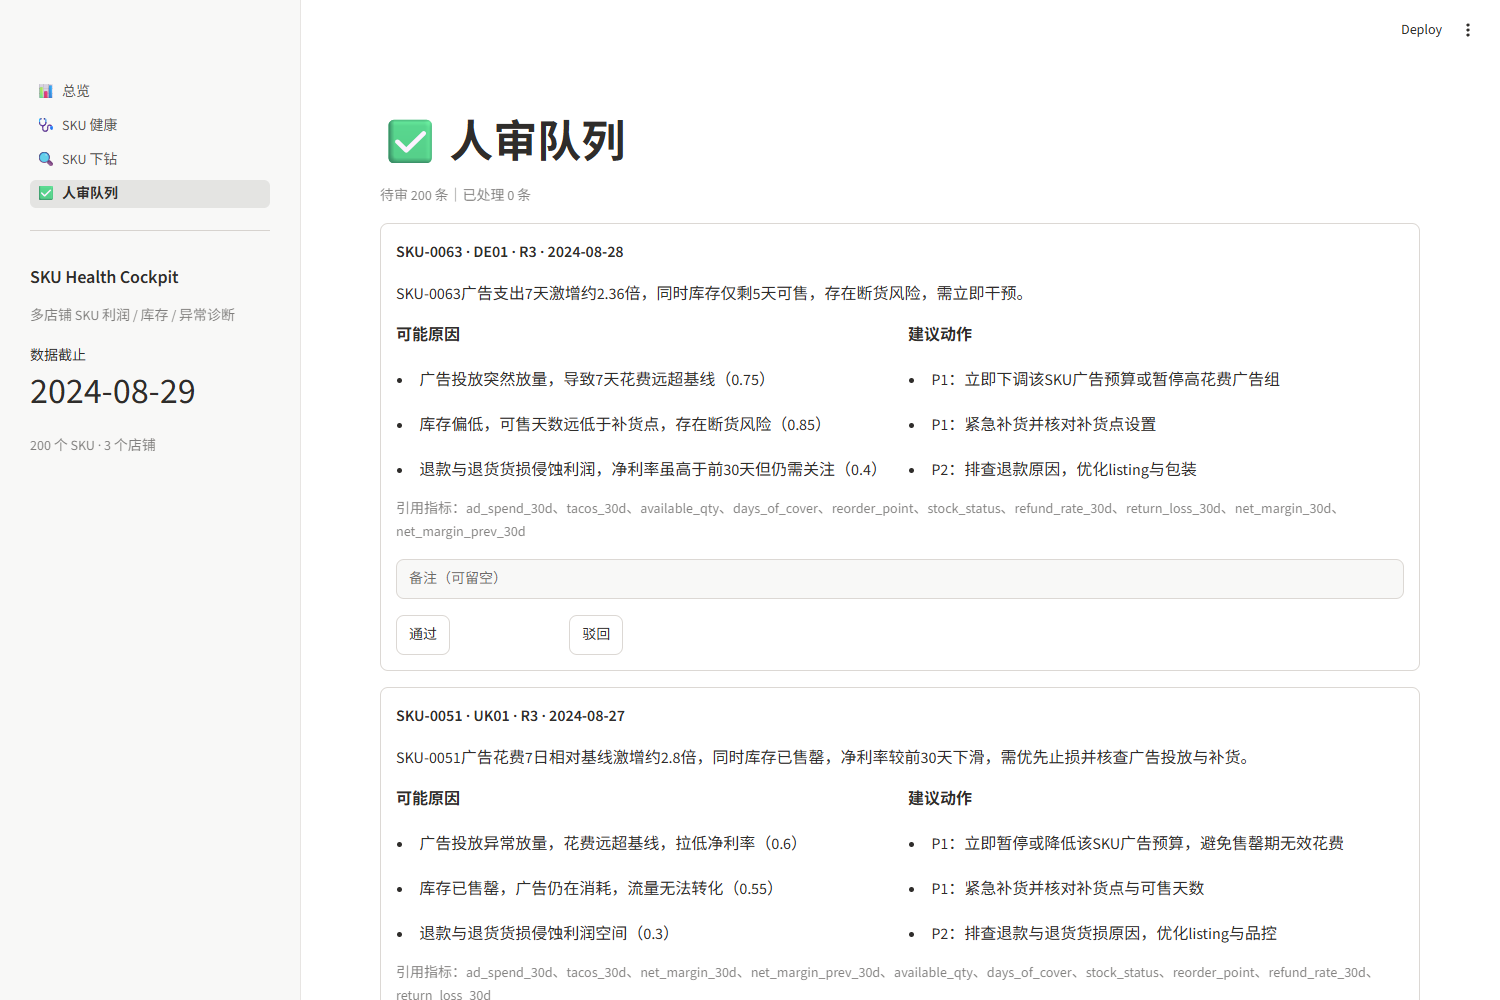 Deploy
总览
SKU 健康
SKU 下钻
人审队列
SKU Health Cockpit
多店铺 SKU 利润 / 库存 / 异常诊断
数据截止
2024-08-29
200 个 SKU · 3 个店铺
人审队列
待审 200 条｜已处理 0 条
SKU-0063 · DE01 · R3 · 2024-08-28
SKU-0063广告支出7天激增约2.36倍，同时库存仅剩5天可售，存在断货风险，需立即干预。
可能原因
广告投放突然放量，导致7天花费远超基线（0.75）
库存偏低，可售天数远低于补货点，存在断货风险（0.85）
退款与退货货损侵蚀利润，净利率虽高于前30天但仍需关注（0.4）
建议动作
P1：立即下调该SKU广告预算或暂停高花费广告组
P1：紧急补货并核对补货点设置
P2：排查退款原因，优化listing与包装
引用指标：ad_spend_30d、tacos_30d、available_qty、days_of_cover、reorder_point、stock_status、refund_rate_30d、return_loss_30d、net_margin_30d、
net_margin_prev_30d
备注（可留空）
通过
驳回
SKU-0051 · UK01 · R3 · 2024-08-27
SKU-0051广告花费7日相对基线激增约2.8倍，同时库存已售罄，净利率较前30天下滑，需优先止损并核查广告投放与补货。
可能原因
广告投放异常放量，花费远超基线，拉低净利率（0.6）
库存已售罄，广告仍在消耗，流量无法转化（0.55）
退款与退货货损侵蚀利润空间（0.3）
建议动作
P1：立即暂停或降低该SKU广告预算，避免售罄期无效花费
P1：紧急补货并核对补货点与可售天数
P2：排查退款与退货货损原因，优化listing与品控
引用指标：ad_spend_30d、tacos_30d、net_margin_30d、net_margin_prev_30d、available_qty、days_of_cover、stock_status、reorder_point、refund_rate_30d、
return_loss_30d